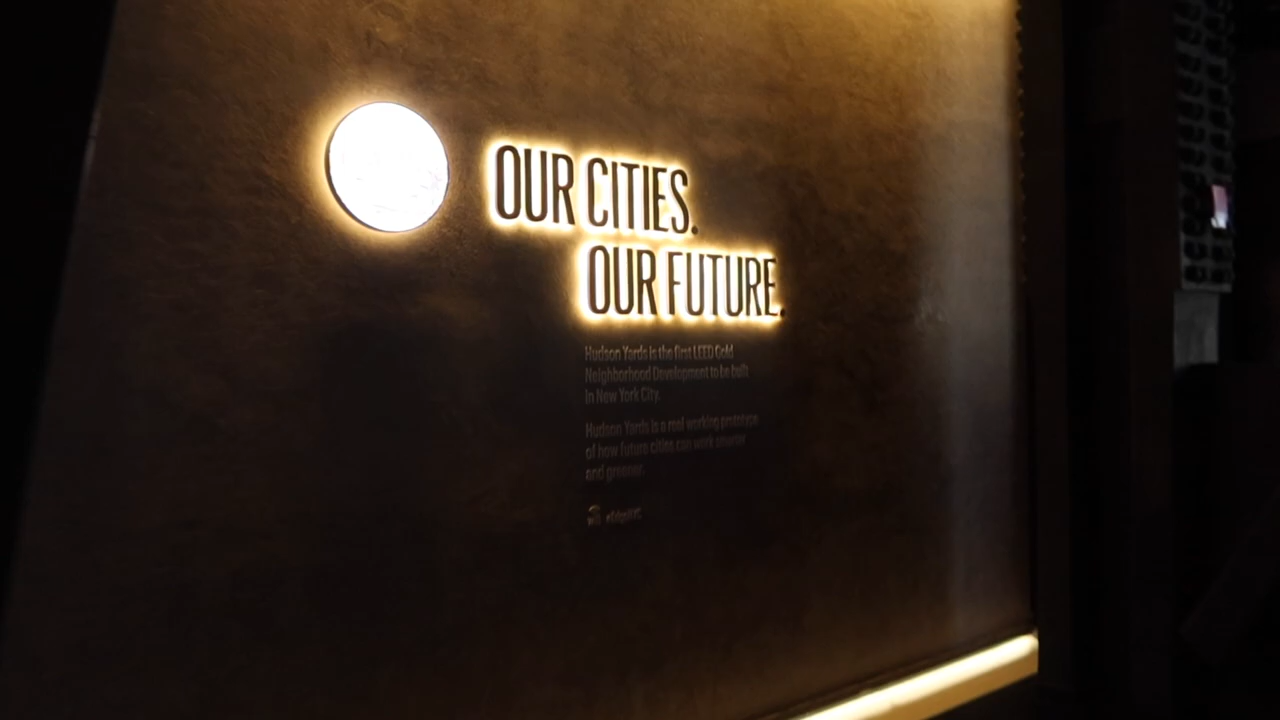 OUR CITIES.
OUR FUTURE.
Hudson Yards is the first LEED Gold
Neighborhood Development to be built
in New York City.
Hudson Yards is a real working prototype
of how future cities can work smarter
and greener.